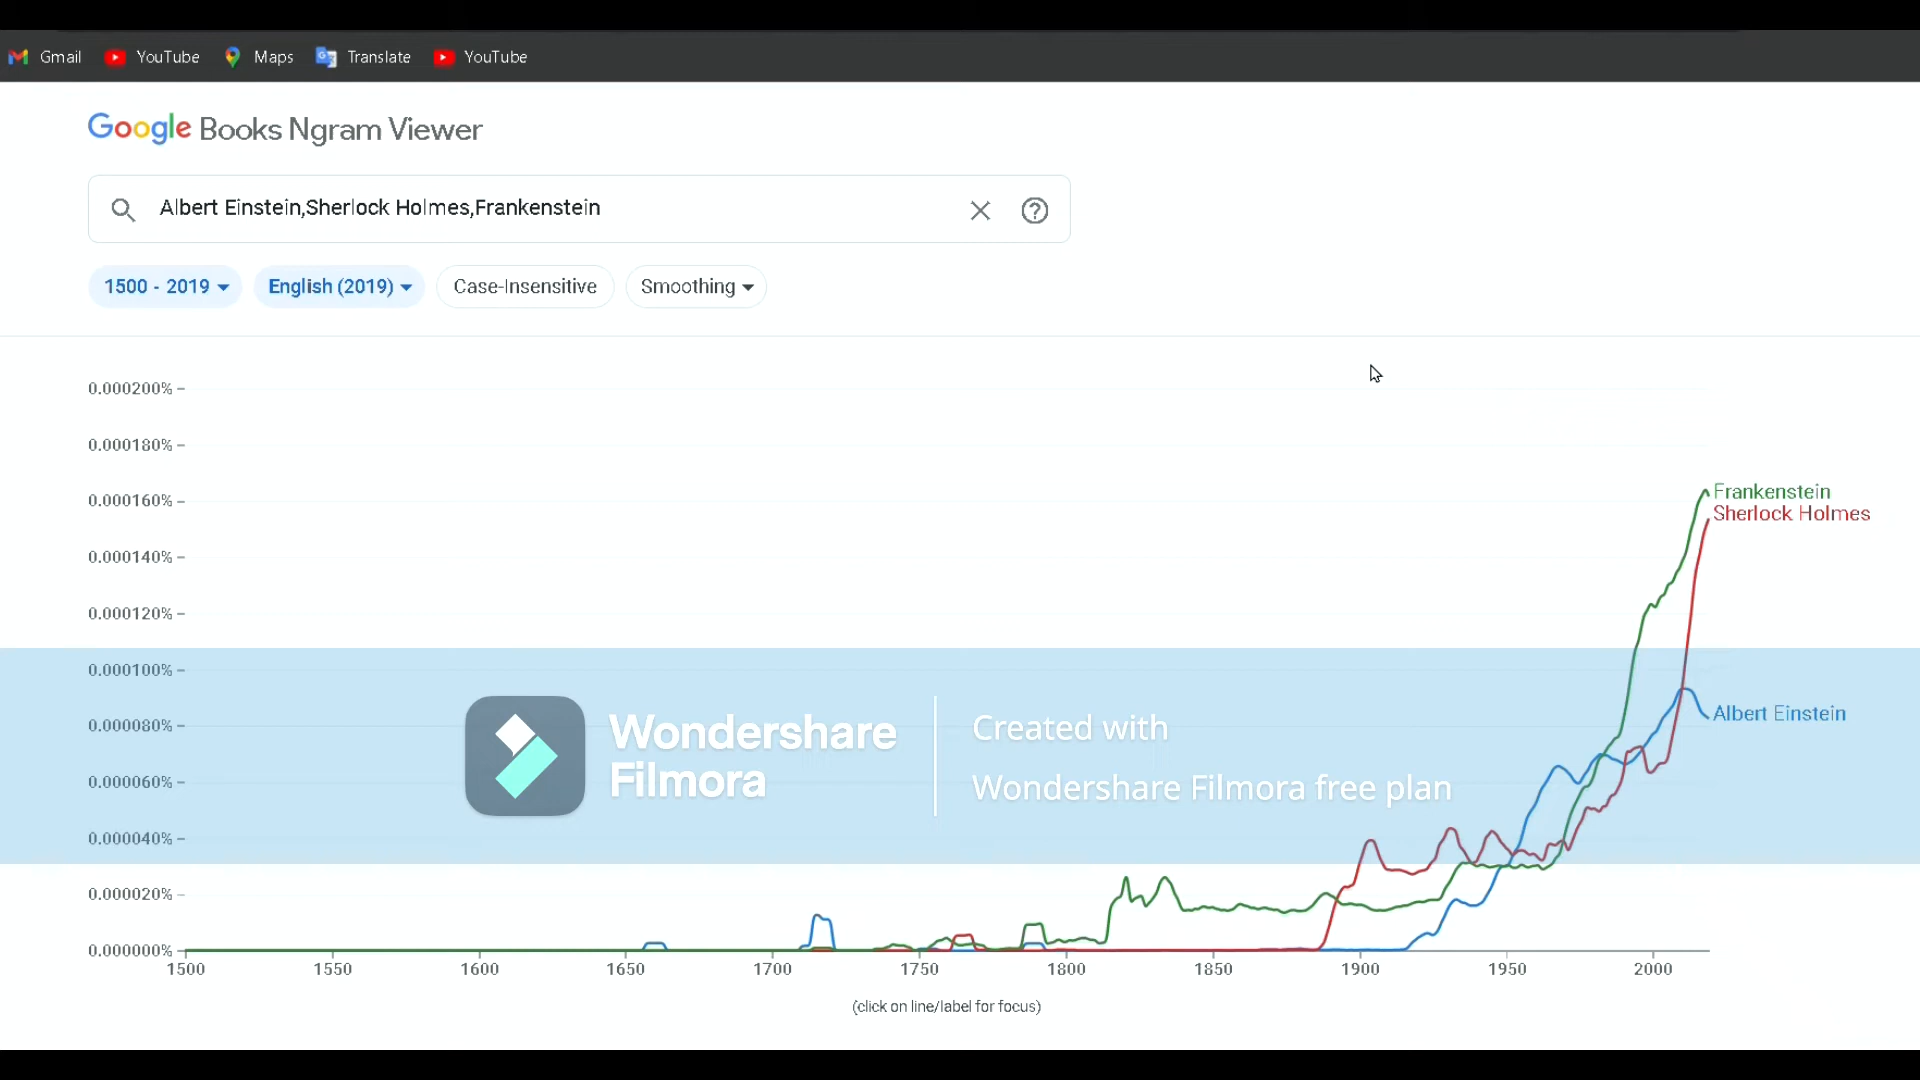 Gmail YouTube Maps Translate YouTube
Google Books Ngram Viewer
Albert Einstein,Sherlock Holmes,Frankenstein
1500 - 2019 English (2019) Case-Insensitive Smoothing
0.000200%
0.000180%
0.000160%
Frankenstein
Sherlock Holmes
0.000140%
0.000120%
0.000100%
Albert Einstein
0.000080%
Wondershare
Filmora
Created with
Wondershare Filmora free plan
0.000060%
0.000040%
0.000020%
0.000000%
1500 1550 1600 1650 1700 1750 1800 1850 1900 1950 2000
(click on line/label for focus)